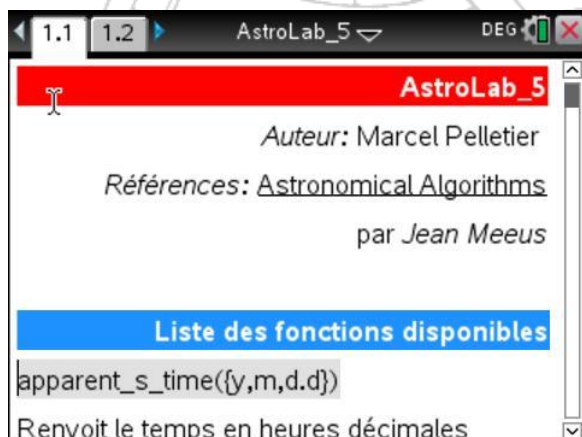 1.1 1.2 AstroLab_5 DEG
AstroLab_5
Auteur: Marcel Pelletier
Références: Astronomical Algorithms
par Jean Meeus
Liste des fonctions disponibles
apparent_s_time({y,m,d.d})
Renvoit le temps en heures décimales